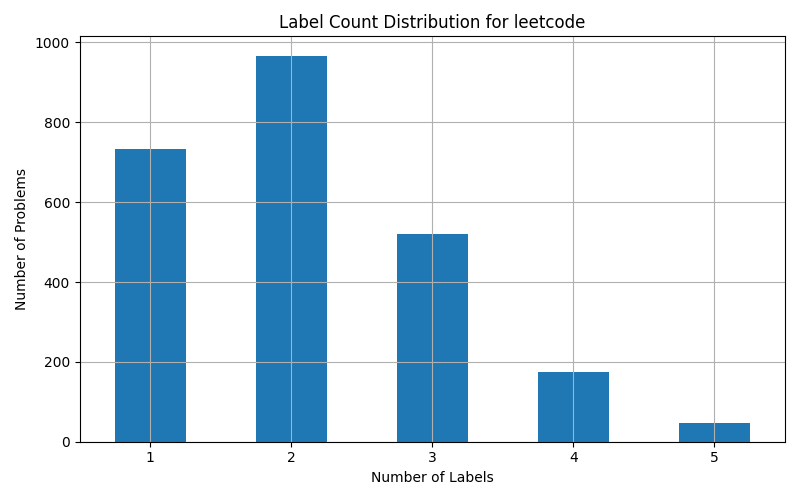 Label Count Distribution for leetcode
1000
800
600
400
200
0
Number of Problems
1 2 3 4 5
Number of Labels